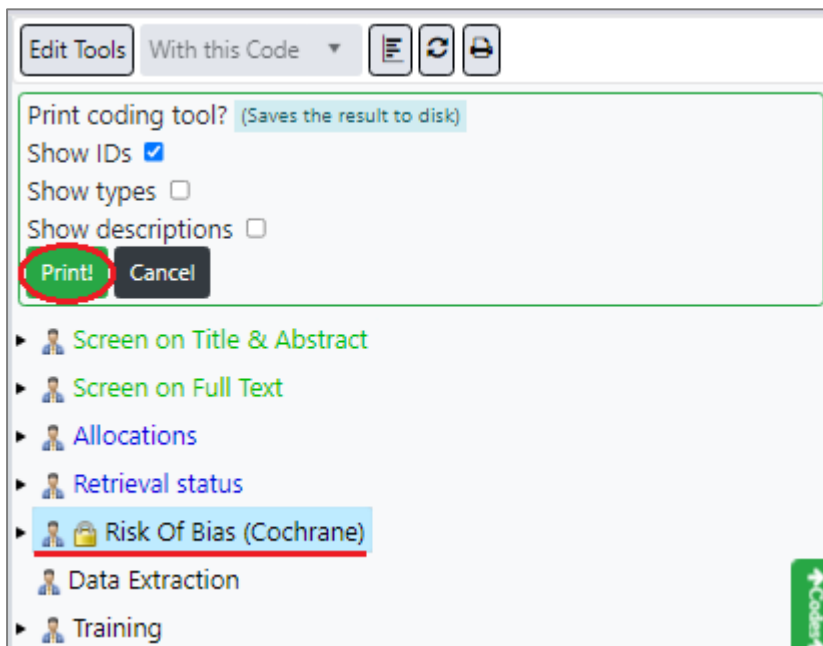 Edit Tools With this Code
Print coding tool? (Saves the result to disk)
Show IDs
Show types
Show descriptions
Print! Cancel
Screen on Title & Abstract
Screen on Full Text
Allocations
Retrieval status
Risk Of Bias (Cochrane)
Data Extraction
Training
Codes